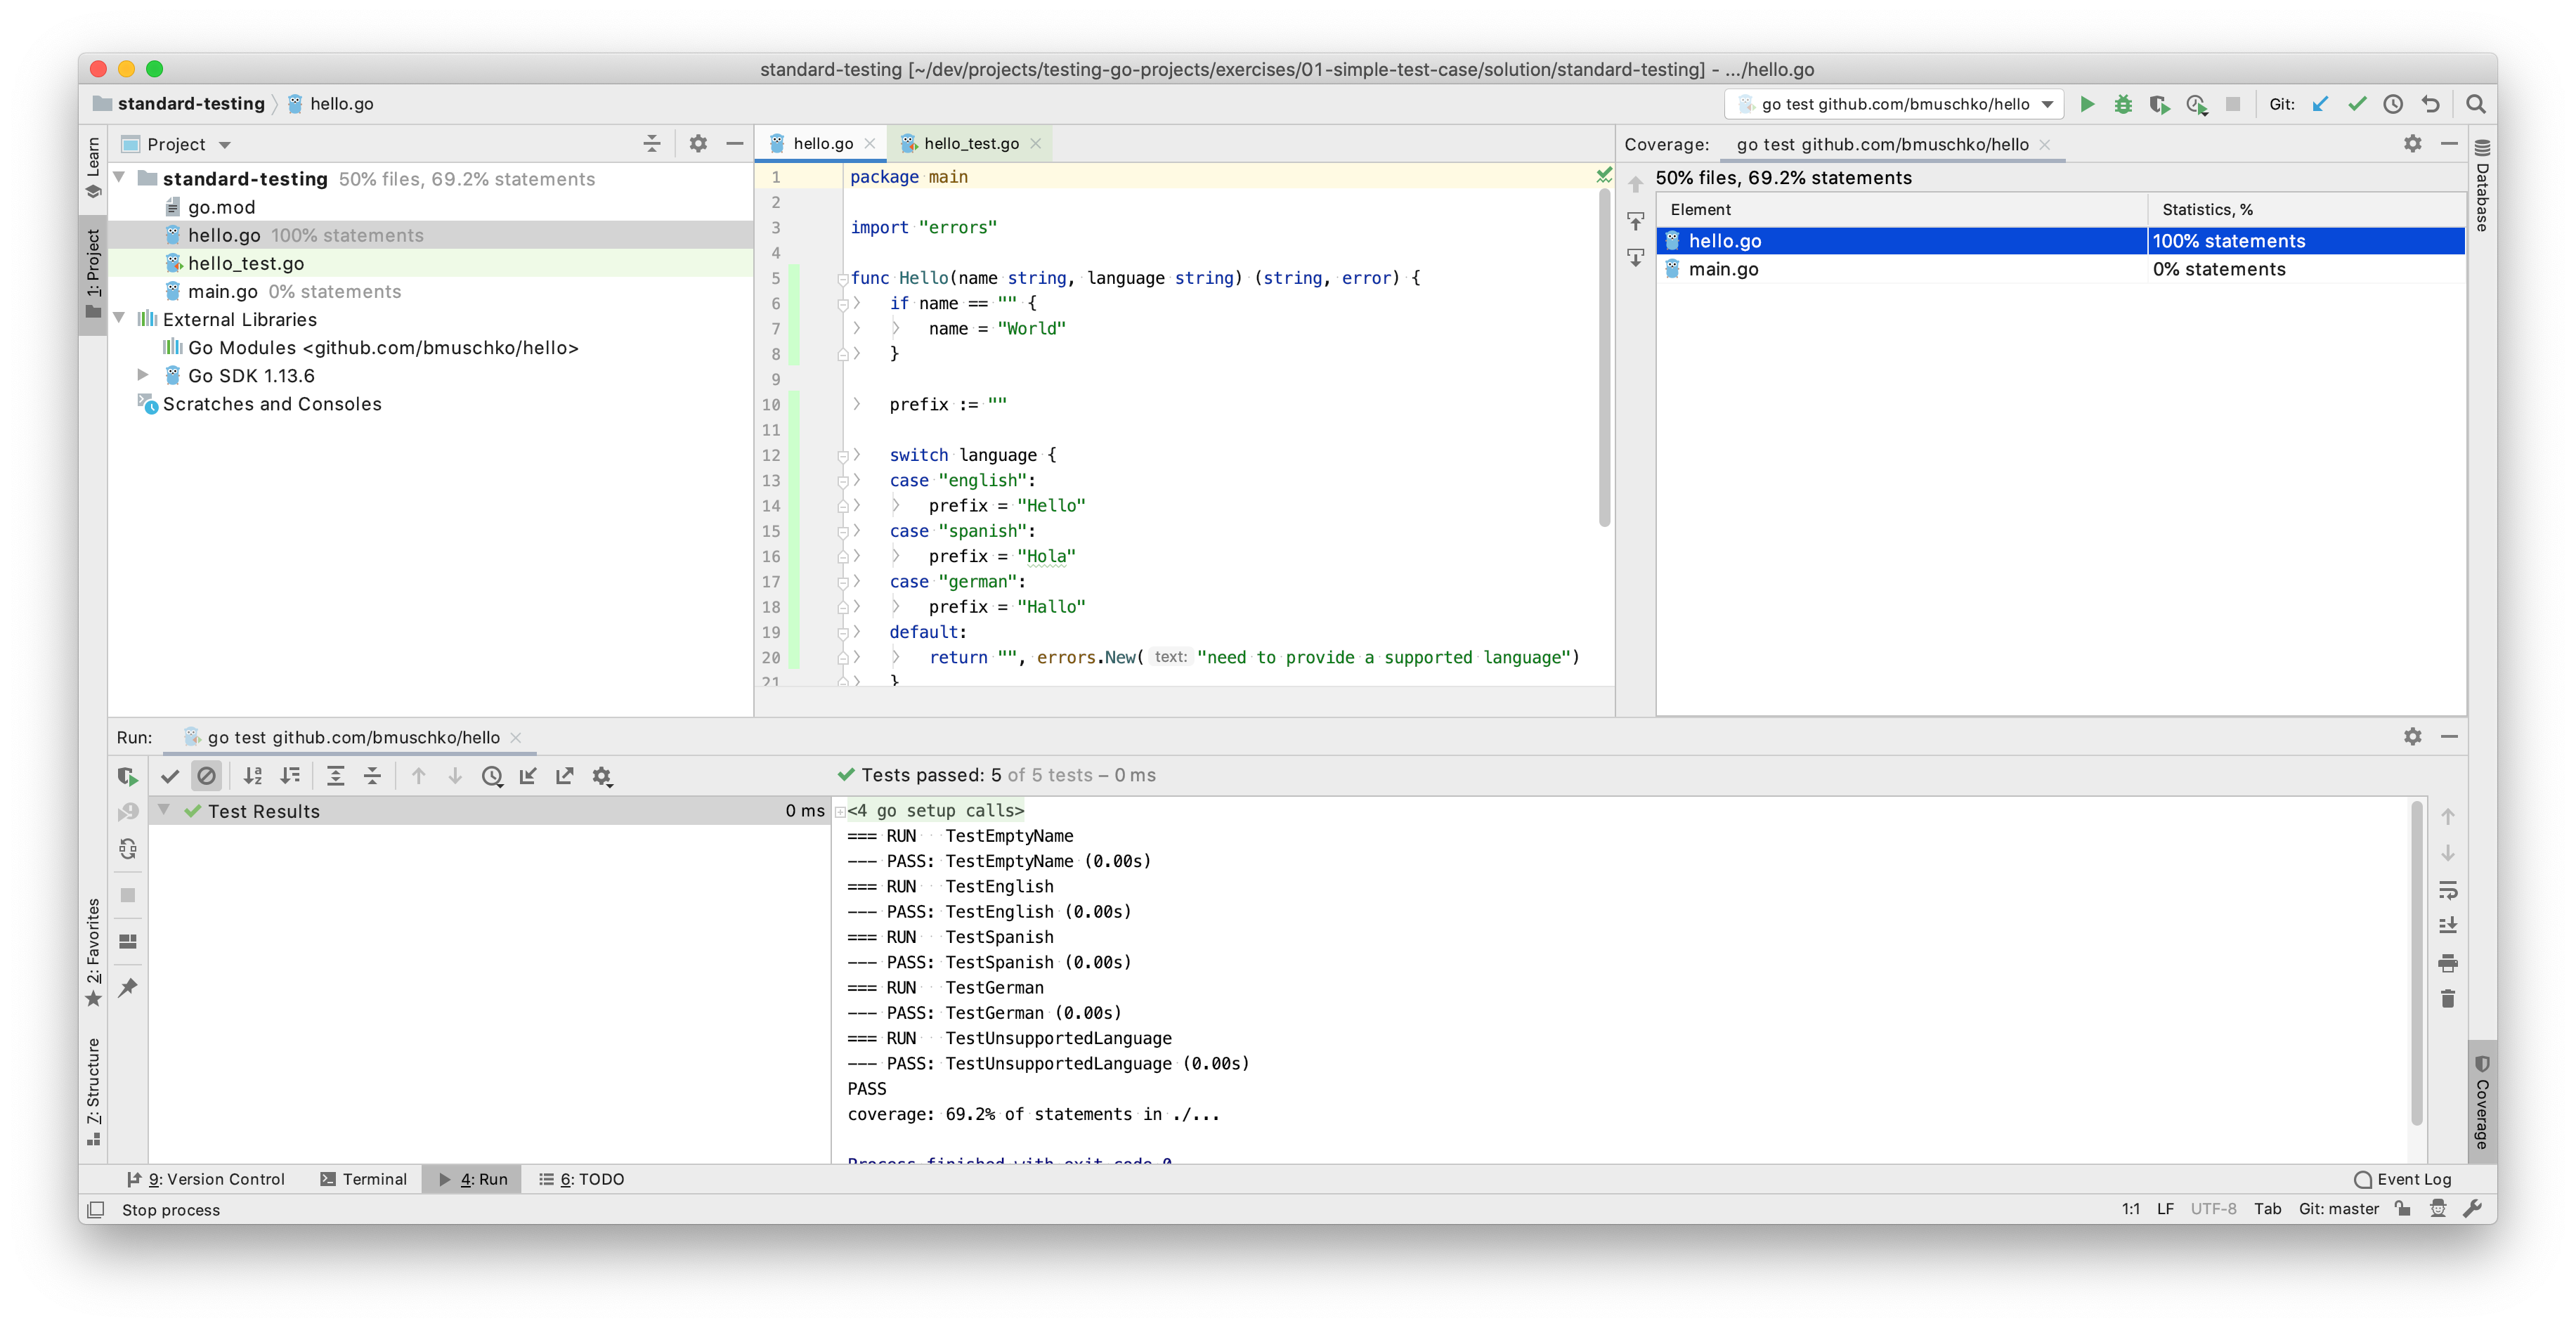 standard-testing [~/dev/projects/testing-go-projects/exercises/01-simple-test-case/solution/standard-testing] - .../hello.go
standard-testing
hello.go
go test github.com/bmuschko/hello
Git:
Learn
1: Project
2: Favorites
7: Structure
Project
standard-testing 50% files, 69.2% statements
go.mod
hello.go 100% statements
hello_test.go
main.go 0% statements
External Libraries
Go Modules <github.com/bmuschko/hello>
Go SDK 1.13.6
Scratches and Consoles
hello.go
hello_test.go
1 package main
2
3 import "errors"
4
5 func Hello(name string, language string) (string, error) {
6 if name == "" {
7 name = "World"
8 }
9
10 prefix := ""
11
12 switch language {
13 case "english":
14 prefix = "Hello"
15 case "spanish":
16 prefix = "Hola"
17 case "german":
18 prefix = "Hallo"
19 default:
20 return "", errors.New( text: "need to provide a supported language")
21 }
Coverage: go test github.com/bmuschko/hello
50% files, 69.2% statements
Element Statistics, %
hello.go 100% statements
main.go 0% statements
Database
Coverage
Run: go test github.com/bmuschko/hello
Tests passed: 5 of 5 tests – 0 ms
Test Results 0 ms
<4 go setup calls>
=== RUN TestEmptyName
--- PASS: TestEmptyName (0.00s)
=== RUN TestEnglish
--- PASS: TestEnglish (0.00s)
=== RUN TestSpanish
--- PASS: TestSpanish (0.00s)
=== RUN TestGerman
--- PASS: TestGerman (0.00s)
=== RUN TestUnsupportedLanguage
--- PASS: TestUnsupportedLanguage (0.00s)
PASS
coverage: 69.2% of statements in ./...
Process finished with exit code 0
9: Version Control
Terminal
4: Run
6: TODO
Event Log
Stop process
1:1 LF UTF-8 Tab Git: master